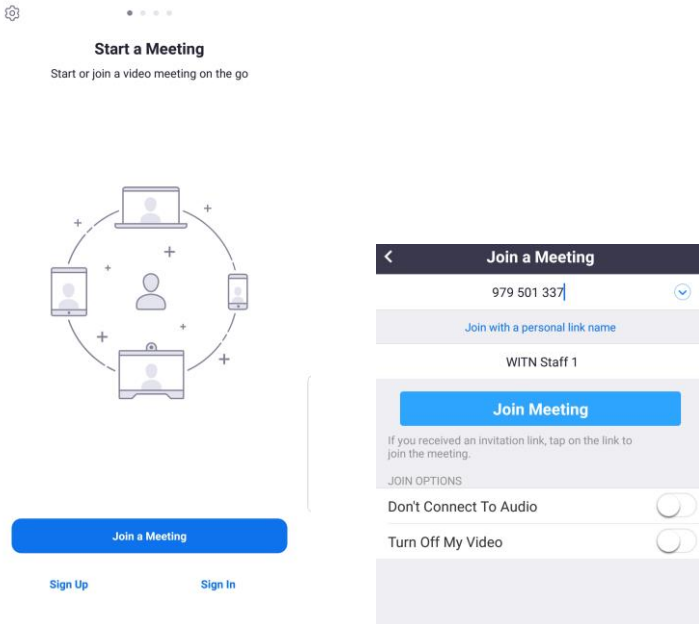 Start a Meeting
Start or join a video meeting on the go
Join a Meeting
Sign Up
Sign In
Join a Meeting
979 501 337
Join with a personal link name
WITN Staff 1
Join Meeting
If you received an invitation link, tap on the link to
join the meeting.
JOIN OPTIONS
Don't Connect To Audio
Turn Off My Video